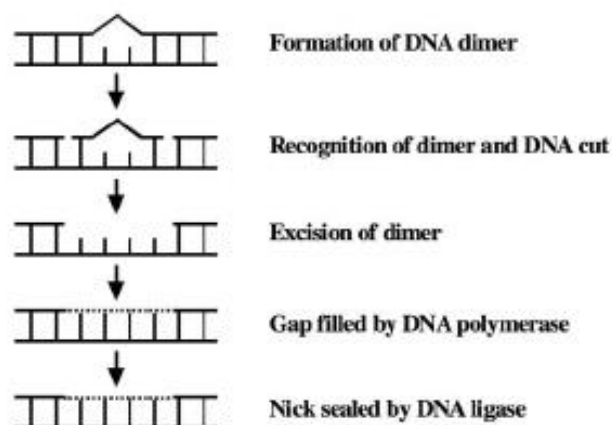 Formation of DNA dimer
Recognition of dimer and DNA cut
Excision of dimer
Gap filled by DNA polymerase
Nick sealed by DNA ligase